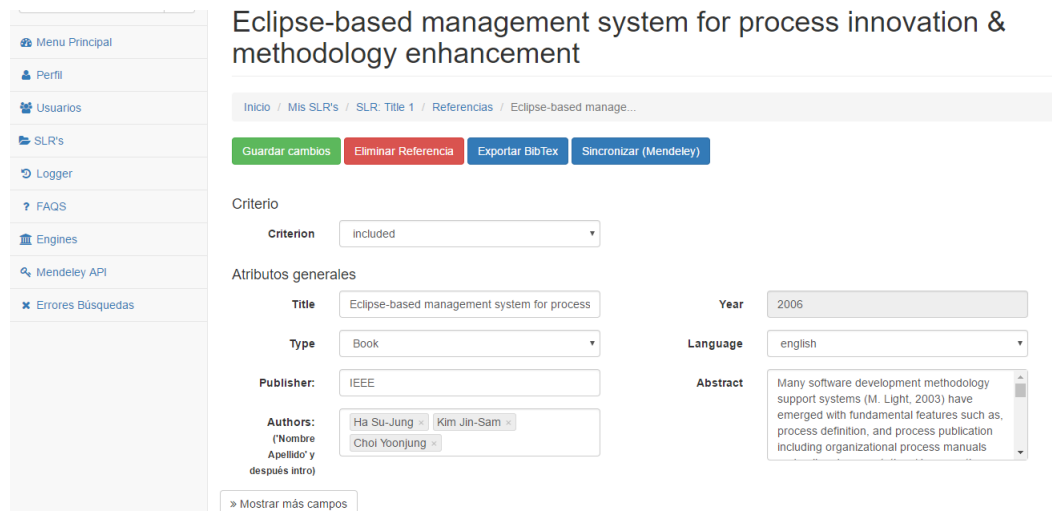 Menu Principal
Perfil
Usuarios
SLR's
Logger
FAQS
Engines
Mendeley API
Errores Búsquedas
Eclipse-based management system for process innovation &
methodology enhancement
Inicio / Mis SLR's / SLR: Title 1 / Referencias / Eclipse-based manage...
Guardar cambios Eliminar Referencia Exportar BibTex Sincronizar (Mendeley)
Criterio
Criterion included
Atributos generales
Title Eclipse-based management system for process Year 2006
Type Book Language english
Publisher: IEEE Abstract Many software development methodology
support systems (M. Light, 2003) have
emerged with fundamental features such as,
process definition, and process publication
including organizational process manuals
Authors: Ha Su-Jung × Kim Jin-Sam ×
('Nombre Choi Yoonjung ×
Apellido' y
después intro)
» Mostrar más campos